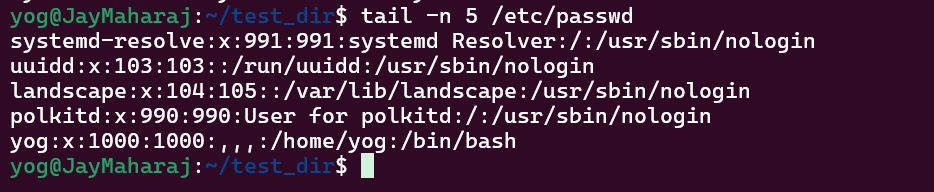 yog@JayMaharaj:~/test_dir$ tail -n 5 /etc/passwd
systemd-resolve:x:991:991:systemd Resolver:/:/usr/sbin/nologin
uuidd:x:103:103::/run/uuidd:/usr/sbin/nologin
landscape:x:104:105::/var/lib/landscape:/usr/sbin/nologin
polkitd:x:990:990:User for polkitd:/:/usr/sbin/nologin
yog:x:1000:1000:,,,:/home/yog:/bin/bash
yog@JayMaharaj:~/test_dir$